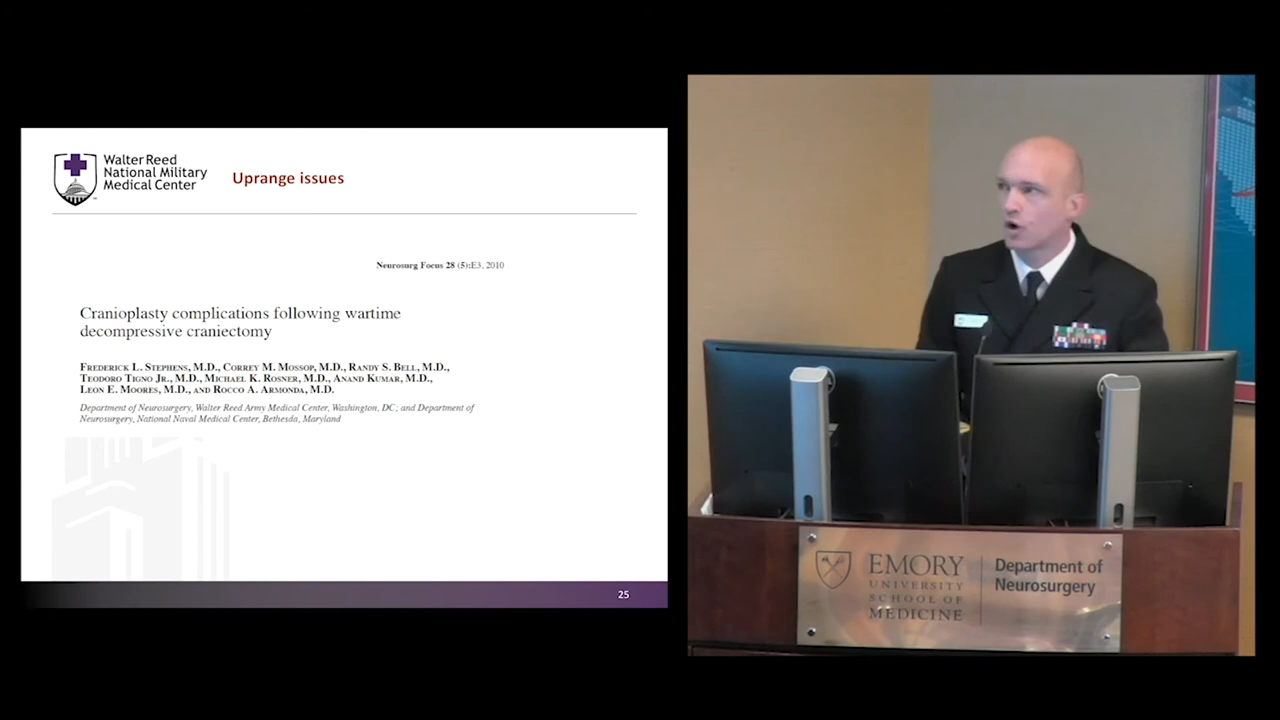 Walter Reed
National Military
Medical Center
Uprange issues
Neurosurg Focus 28 (5):E3, 2010
Cranioplasty complications following wartime
decompressive craniectomy
Frederick L. Stephens, M.D., Correy M. Mossop, M.D., Randy S. Bell, M.D.,
Teodoro Tigno Jr., M.D., Michael K. Rosner, M.D., Anand Kumar, M.D.,
Leon E. Moores, M.D., and Rocco A. Armonda, M.D.
Department of Neurosurgery, Walter Reed Army Medical Center, Washington, DC; and Department of
Neurosurgery, National Naval Medical Center, Bethesda, Maryland
25
EMORY
UNIVERSITY
SCHOOL OF
MEDICINE
Department of
Neurosurgery